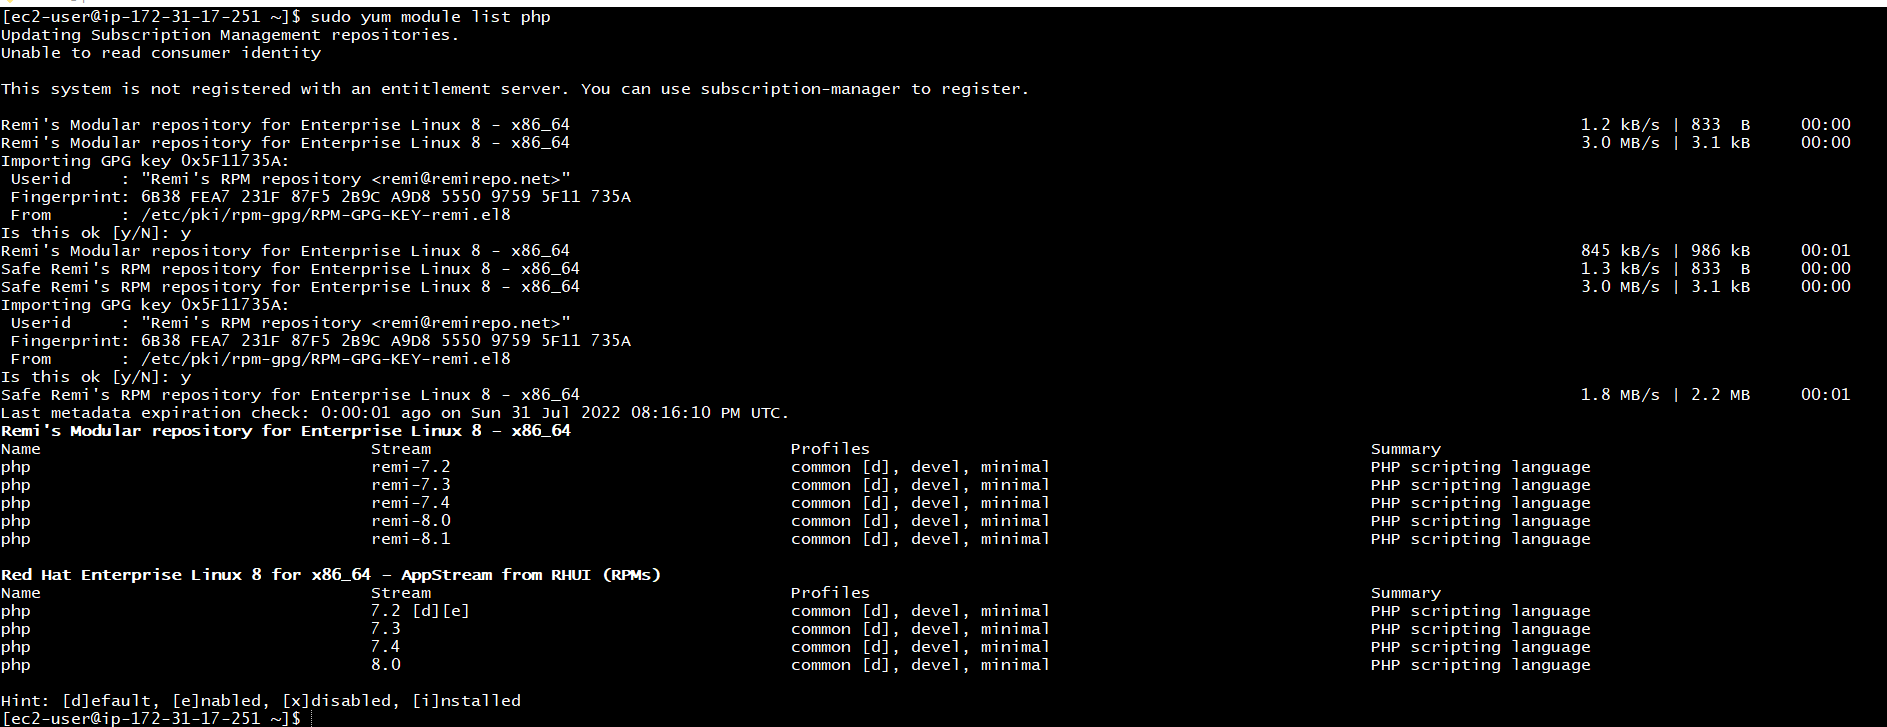 [ec2-user@ip-172-31-17-251 ~]$ sudo yum module list php
Updating Subscription Management repositories.
Unable to read consumer identity
This system is not registered with an entitlement server. You can use subscription-manager to register.
Remi's Modular repository for Enterprise Linux 8 - x86_64 1.2 kB/s | 833 B 00:00
Remi's Modular repository for Enterprise Linux 8 - x86_64 3.0 MB/s | 3.1 kB 00:00
Importing GPG key 0x5F11735A:
Userid : "Remi's RPM repository <remi@remirepo.net>"
Fingerprint: 6B38 FEA7 231F 87F5 2B9C A9D8 5550 9759 5F11 735A
From : /etc/pki/rpm-gpg/RPM-GPG-KEY-remi.el8
Is this ok [y/N]: y
Remi's Modular repository for Enterprise Linux 8 - x86_64 845 kB/s | 986 kB 00:01
Safe Remi's RPM repository for Enterprise Linux 8 - x86_64 1.3 kB/s | 833 B 00:00
Safe Remi's RPM repository for Enterprise Linux 8 - x86_64 3.0 MB/s | 3.1 kB 00:00
Importing GPG key 0x5F11735A:
Userid : "Remi's RPM repository <remi@remirepo.net>"
Fingerprint: 6B38 FEA7 231F 87F5 2B9C A9D8 5550 9759 5F11 735A
From : /etc/pki/rpm-gpg/RPM-GPG-KEY-remi.el8
Is this ok [y/N]: y
Safe Remi's RPM repository for Enterprise Linux 8 - x86_64 1.8 MB/s | 2.2 MB 00:01
Last metadata expiration check: 0:00:01 ago on Sun 31 Jul 2022 08:16:10 PM UTC.
Remi's Modular repository for Enterprise Linux 8 - x86_64
Name Stream Profiles Summary
php remi-7.2 common [d], devel, minimal PHP scripting language
php remi-7.3 common [d], devel, minimal PHP scripting language
php remi-7.4 common [d], devel, minimal PHP scripting language
php remi-8.0 common [d], devel, minimal PHP scripting language
php remi-8.1 common [d], devel, minimal PHP scripting language
Red Hat Enterprise Linux 8 for x86_64 - AppStream from RHUI (RPMs)
Name Stream Profiles Summary
php 7.2 [d][e] common [d], devel, minimal PHP scripting language
php 7.3 common [d], devel, minimal PHP scripting language
php 7.4 common [d], devel, minimal PHP scripting language
php 8.0 common [d], devel, minimal PHP scripting language
Hint: [d]efault, [e]nabled, [x]disabled, [i]nstalled
[ec2-user@ip-172-31-17-251 ~]$